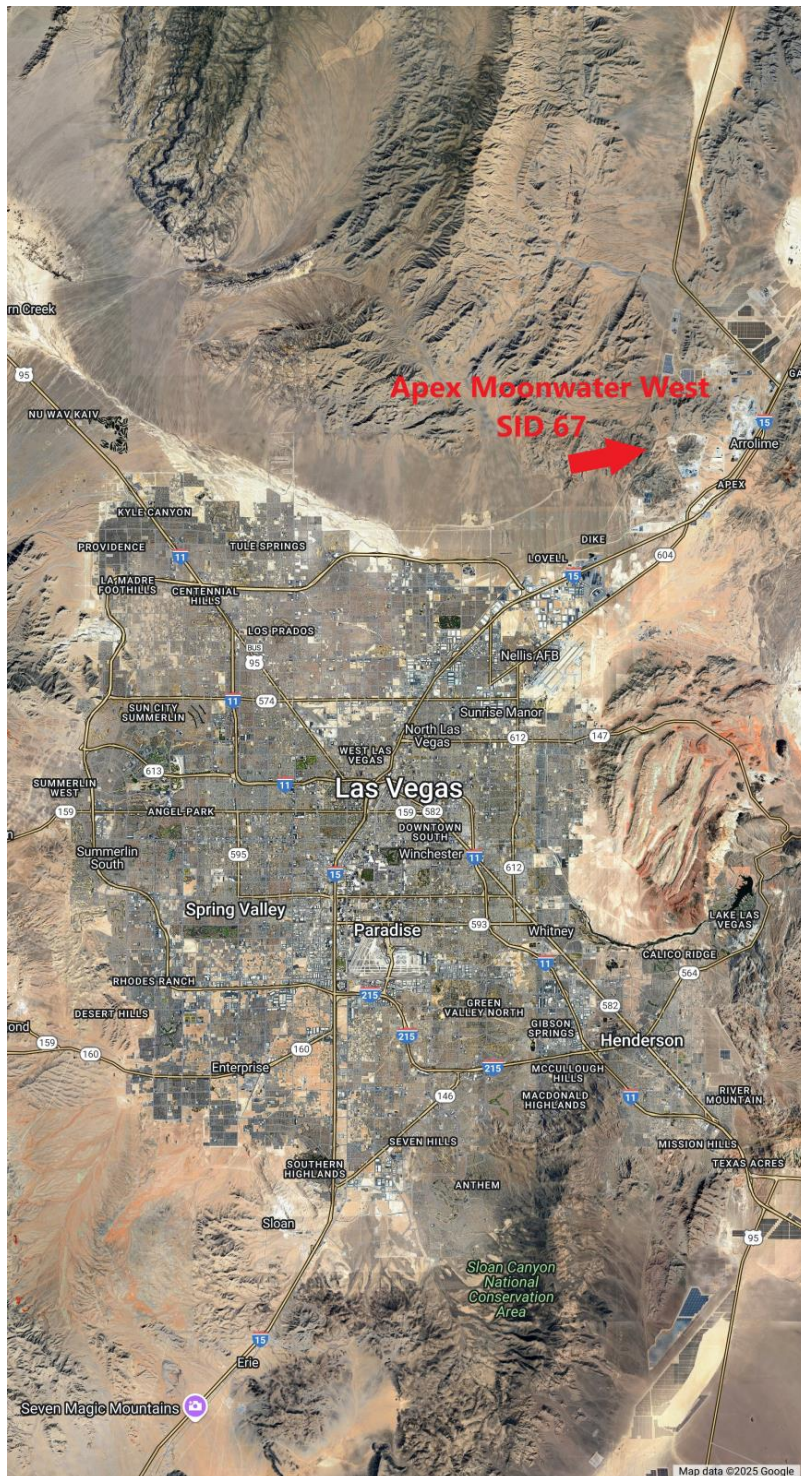 rn Creek
95
NU WAV KAIV
Apex Moonwater West
SID 67
15
Arrolime
APEX
KYLE CANYON
PROVIDENCE
TULE SPRINGS
11
DIKE
604
LOVELL
15
LA MADRE
FOOTHILLS
CENTENNIAL
HILLS
LOS PRADOS
BUS
95
Nellis AFB
11
574
SUN CITY
SUMMERLIN
Sunrise Manor
North Las
Vegas
612
147
WEST LAS
VEGAS
613
11
SUMMERLIN
WEST
Las Vegas
159
ANGEL PARK
159
582
DOWNTOWN
SOUTH
Summerlin
South
595
Winchester
11
15
612
Spring Valley
LAKE LAS
VEGAS
Paradise
593
Whitney
CALICO RIDGE
11
564
RHODES RANCH
215
582
DESERT HILLS
GREEN
VALLEY NORTH
GIBSON
SPRINGS
ond
159
160
160
215
Henderson
Enterprise
215
MCCULLOUGH
HILLS
146
MACDONALD
HIGHLANDS
11
RIVER
MOUNTAIN
SEVEN HILLS
MISSION HILLS
SOUTHERN
HIGHLANDS
TEXAS ACRES
ANTHEM
Sloan
95
Sloan Canyon
National
Conservation
Area
15
Erie
Seven Magic Mountains
Map data ©2025 Google